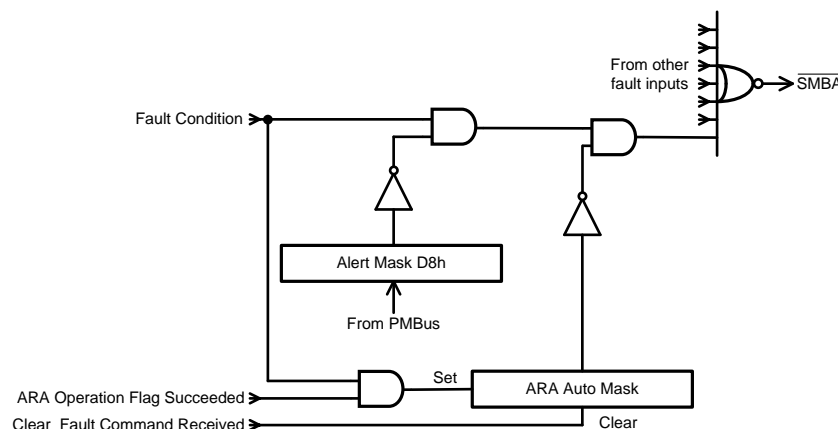 From other
fault inputs
SMBA
Fault Condition
Alert Mask D8h
From PMBus
Set
ARA Auto Mask
ARA Operation Flag Succeeded
Clear_Fault Command Received
Clear